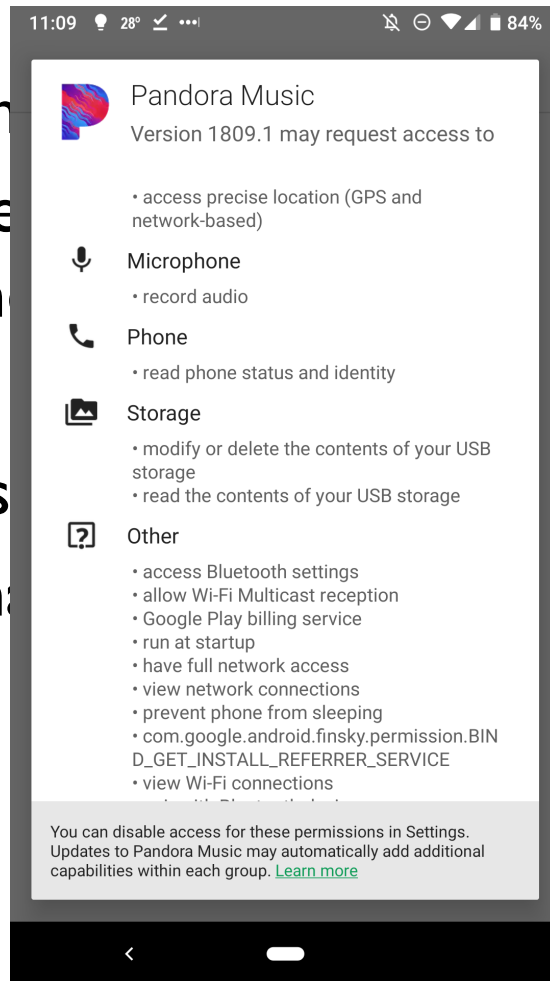 11:09 28° 84%
Pandora Music
Version 1809.1 may request access to
• access precise location (GPS and
network-based)
Microphone
• record audio
Phone
• read phone status and identity
Storage
• modify or delete the contents of your USB
storage
• read the contents of your USB storage
Other
• access Bluetooth settings
• allow Wi-Fi Multicast reception
• Google Play billing service
• run at startup
• have full network access
• view network connections
• prevent phone from sleeping
• com.google.android.finsky.permission.BIN
D_GET_INSTALL_REFERRER_SERVICE
• view Wi-Fi connections
You can disable access for these permissions in Settings.
Updates to Pandora Music may automatically add additional
capabilities within each group. Learn more